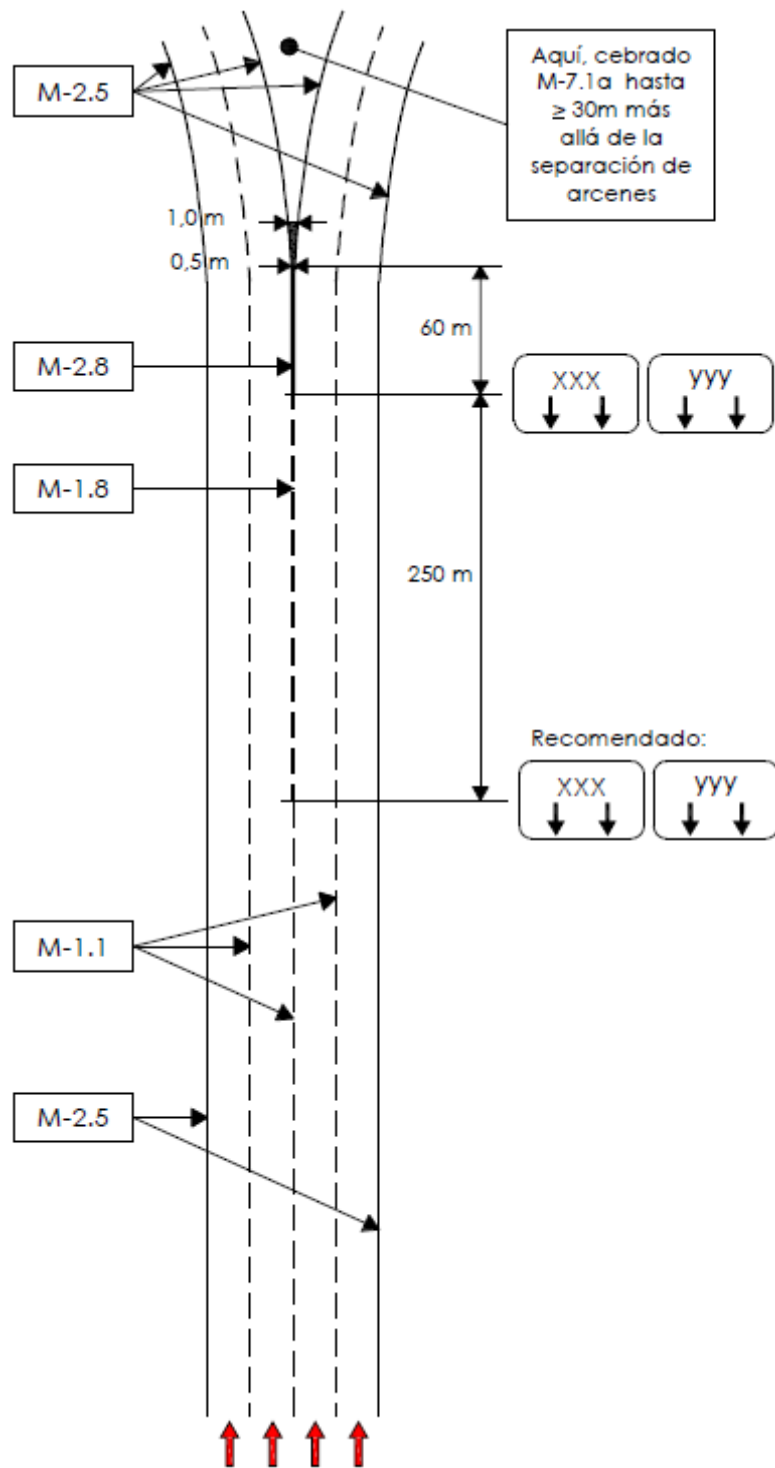 Aquí, cebrado
M-7.1a hasta
≥ 30m más
allá de la
separación de
arcenes
M-2.5
1,0 m
0,5 m
60 m
M-2.8
xxx
yyy
M-1.8
250 m
Recomendado:
xxx
yyy
M-1.1
M-2.5